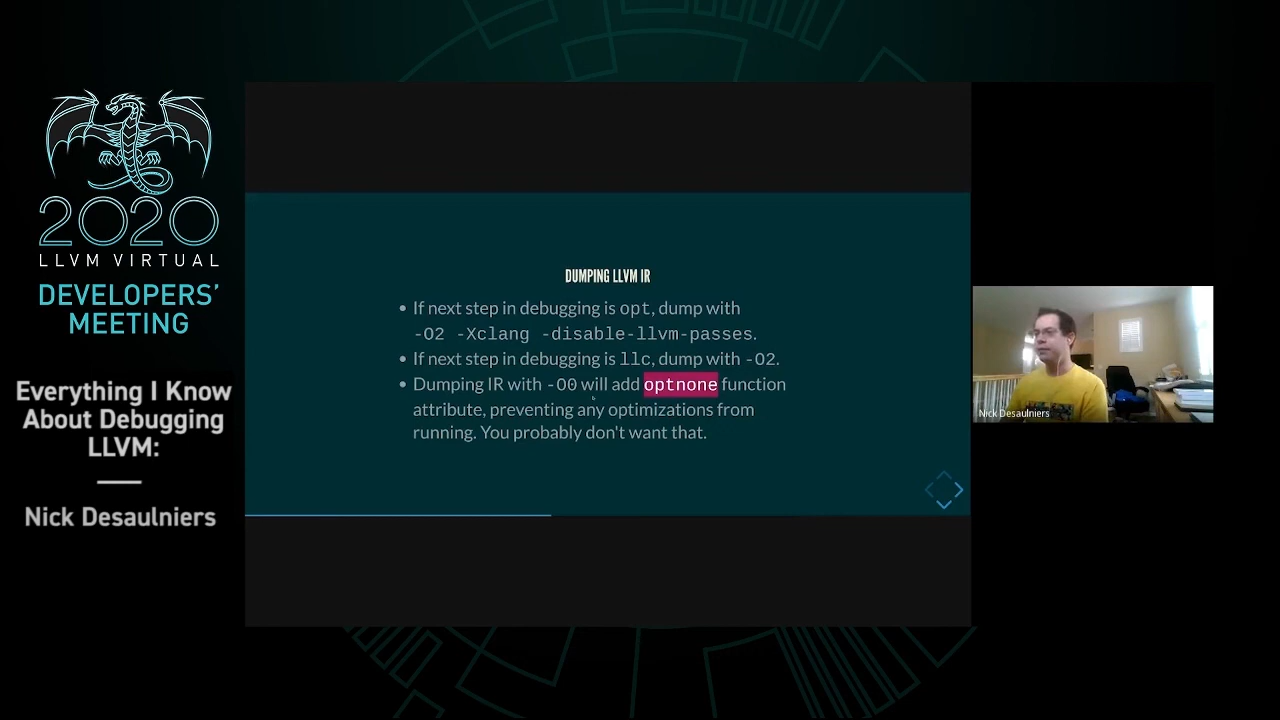 2020
LLVM VIRTUAL
DEVELOPERS'
MEETING
Everything I Know
About Debugging
LLVM:
Nick Desaulniers
DUMPING LLVM IR
• If next step in debugging is opt, dump with
-O2 -Xclang -disable-llvm-passes.
• If next step in debugging is llc, dump with -O2.
• Dumping IR with -O0 will add optnone function
attribute, preventing any optimizations from
running. You probably don't want that.
Nick Desaulniers